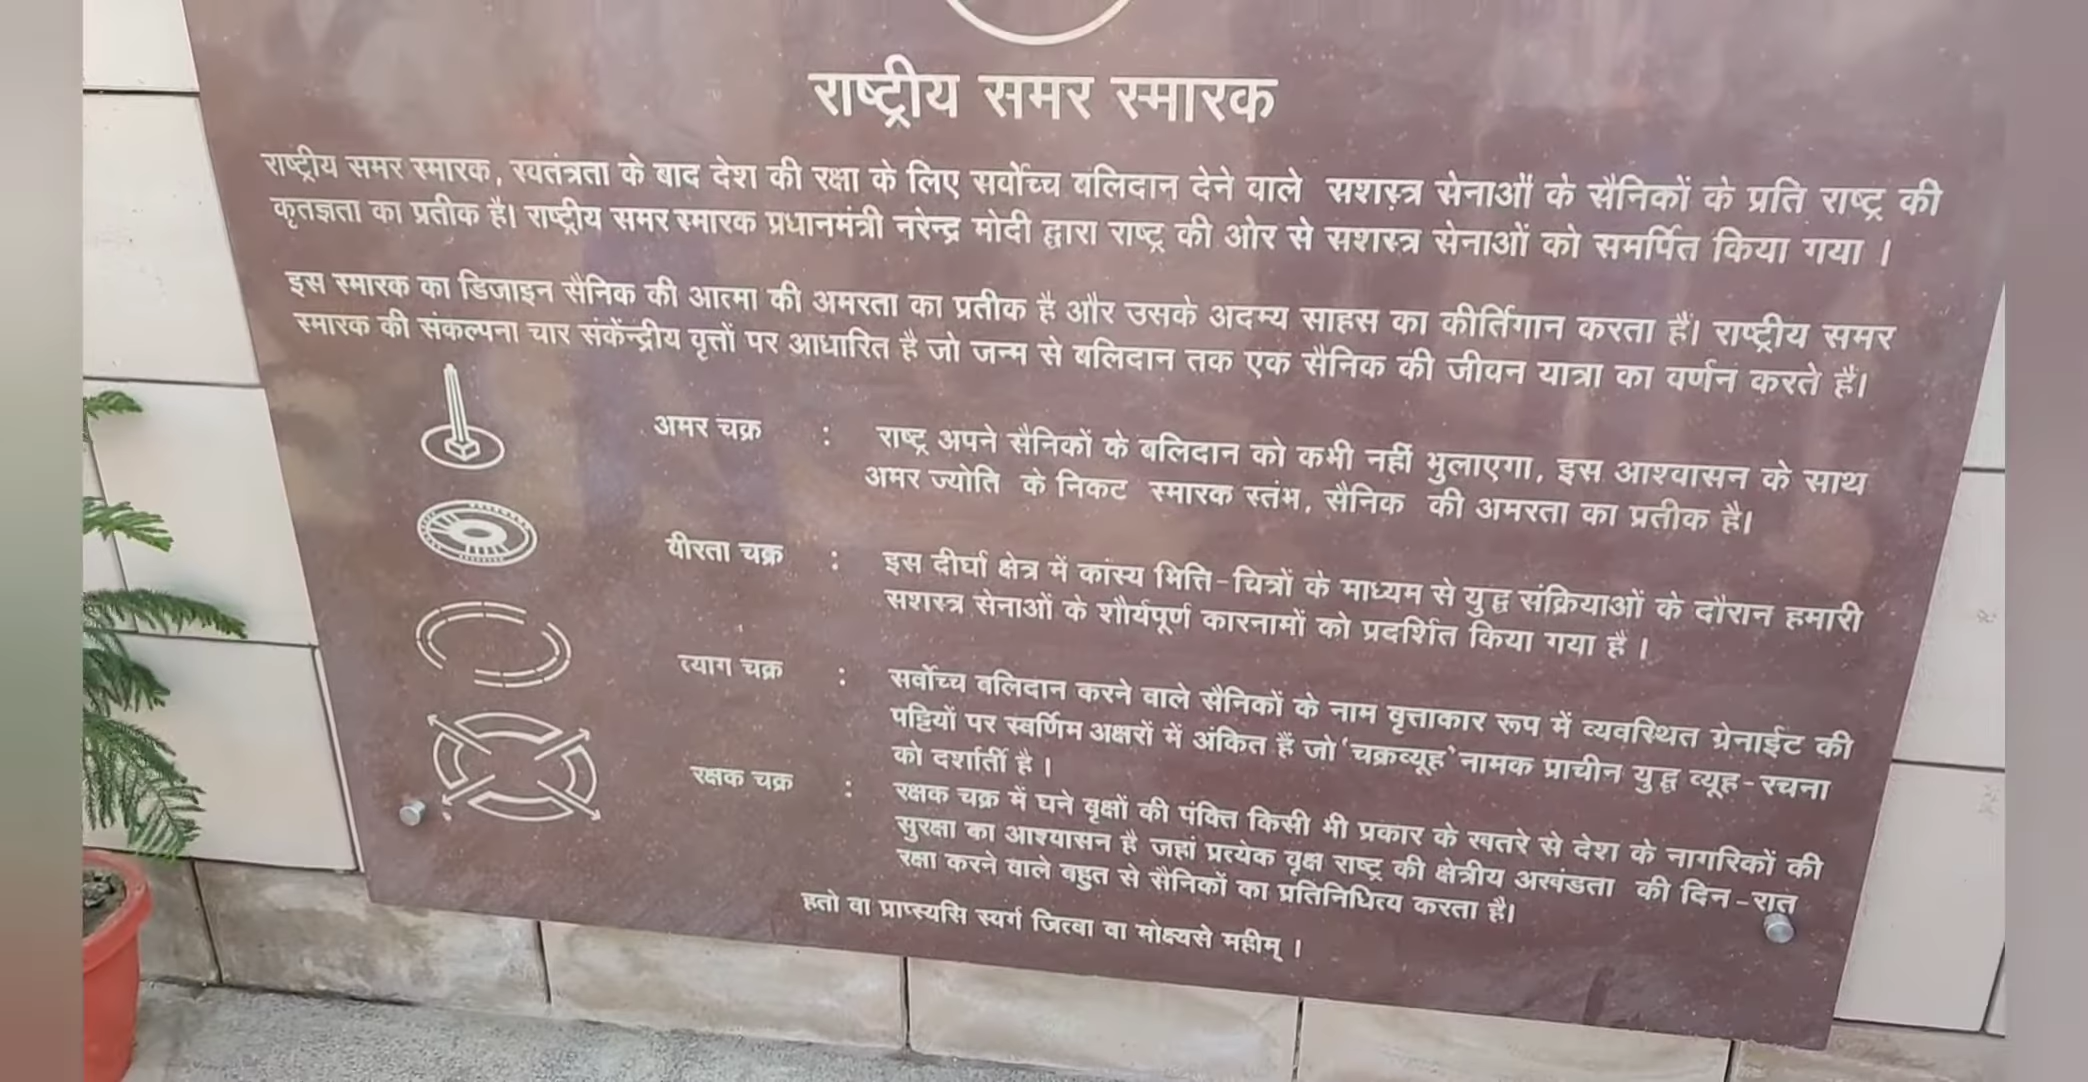 राष्ट्रीय समर स्मारक
राष्ट्रीय समर स्मारक, स्वतंत्रता के बाद देश की रक्षा के लिए सर्वोच्च बलिदान देने वाले सशस्त्र सेनाओं के सैनिकों के प्रति राष्ट्र की
कृतज्ञता का प्रतीक है। राष्ट्रीय समर स्मारक प्रधानमंत्री नरेन्द्र मोदी द्वारा राष्ट्र की ओर से सशस्त्र सेनाओं को समर्पित किया गया ।
इस स्मारक का डिजाइन सैनिक की आत्मा की अमरता का प्रतीक है और उसके अदम्य साहस का कीर्तिगान करता हैं। राष्ट्रीय समर
स्मारक की संकल्पना चार संकेन्द्रीय वृत्तों पर आधारित है जो जन्म से बलिदान तक एक सैनिक की जीवन यात्रा का वर्णन करते हैं।
अमर चक्र : राष्ट्र अपने सैनिकों के बलिदान को कभी नहीं भुलाएगा, इस आश्वासन के साथ
अमर ज्योति के निकट स्मारक स्तंभ, सैनिक की अमरता का प्रतीक है।
वीरता चक्र : इस दीर्घा क्षेत्र में कांस्य भित्ति-चित्रों के माध्यम से युद्ध संक्रियाओं के दौरान हमारी
सशस्त्र सेनाओं के शौर्यपूर्ण कारनामों को प्रदर्शित किया गया है ।
त्याग चक्र : सर्वोच्च बलिदान करने वाले सैनिकों के नाम वृत्ताकार रूप में व्यवस्थित ग्रेनाईट की
पट्टियों पर स्वर्णिम अक्षरों में अंकित हैं जो 'चक्रव्यूह' नामक प्राचीन युद्ध व्यूह-रचना
को दर्शार्ती है ।
रक्षक चक्र : रक्षक चक्र में घने वृक्षों की पंक्ति किसी भी प्रकार के खतरे से देश के नागरिकों की
सुरक्षा का आश्वासन है जहां प्रत्येक वृक्ष राष्ट्र की क्षेत्रीय अखंडता की दिन-रात
रक्षा करने वाले बहुत से सैनिकों का प्रतिनिधित्व करता है।
हतो वा प्राप्स्यसि स्वर्ग जित्वा वा मोक्ष्यसे महीम् ।